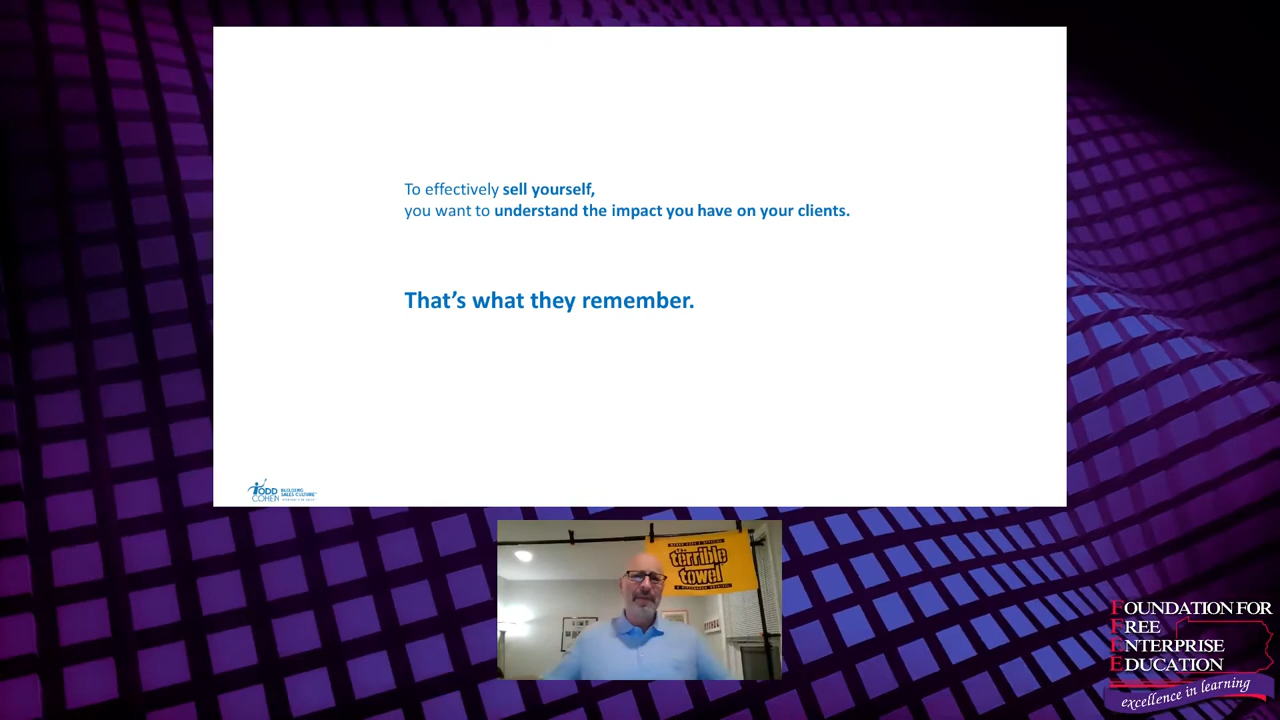 To effectively sell yourself,
you want to understand the impact you have on your clients.
That's what they remember.
TODD
COHEN
BUILDING
SALES CULTURE
the
terrible
towel
FOUNDATION FOR
FREE
ENTERPRISE
EDUCATION
excellence in learning